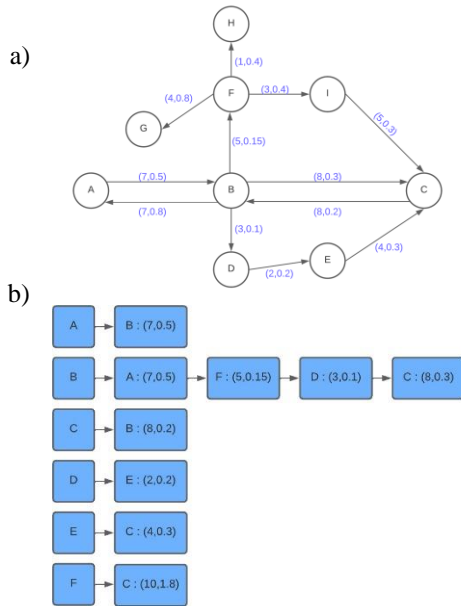 a)
H
(1,0.4)
(4,0.8)
F
(3,0.4)
I
G
(5,0.15)
(5,0.3)
A
(7,0.5)
B
(8,0.3)
C
(7,0.8)
(8,0.2)
(3,0.1)
D
(2,0.2)
E
(4,0.3)
b)
A
B : (7,0.5)
B
A : (7,0.5)
F : (5,0.15)
D : (3,0.1)
C : (8,0.3)
C
B : (8,0.2)
D
E : (2,0.2)
E
C : (4,0.3)
F
C : (10,1.8)